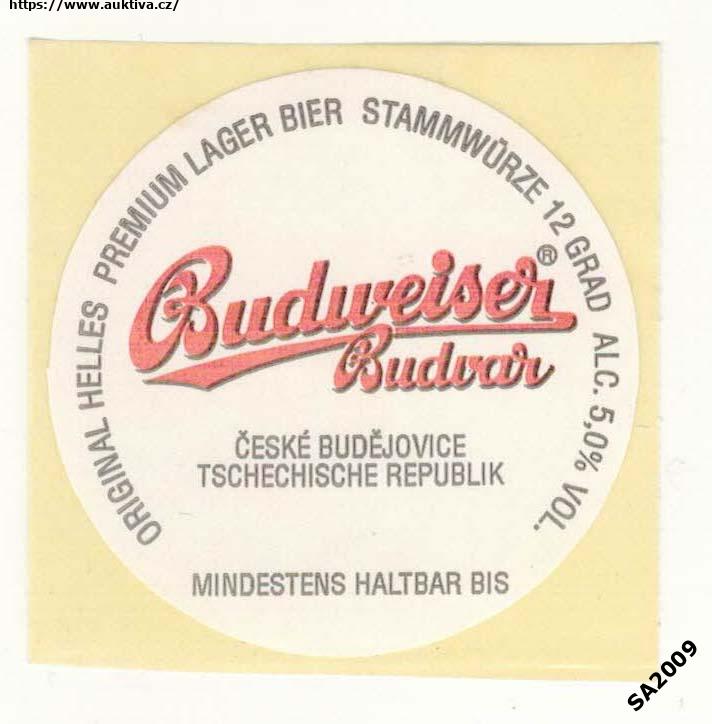 https://www.auktiva.cz/
ORIGINAL HELLES PREMIUM LAGER BIER STAMMWÜRZE 12 GRAD ALC. 5,0% VOL.
Budweiser®
Budvar
ČESKÉ BUDĚJOVICE
TSCHECHISCHE REPUBLIK
MINDESTENS HALTBAR BIS
SA2009